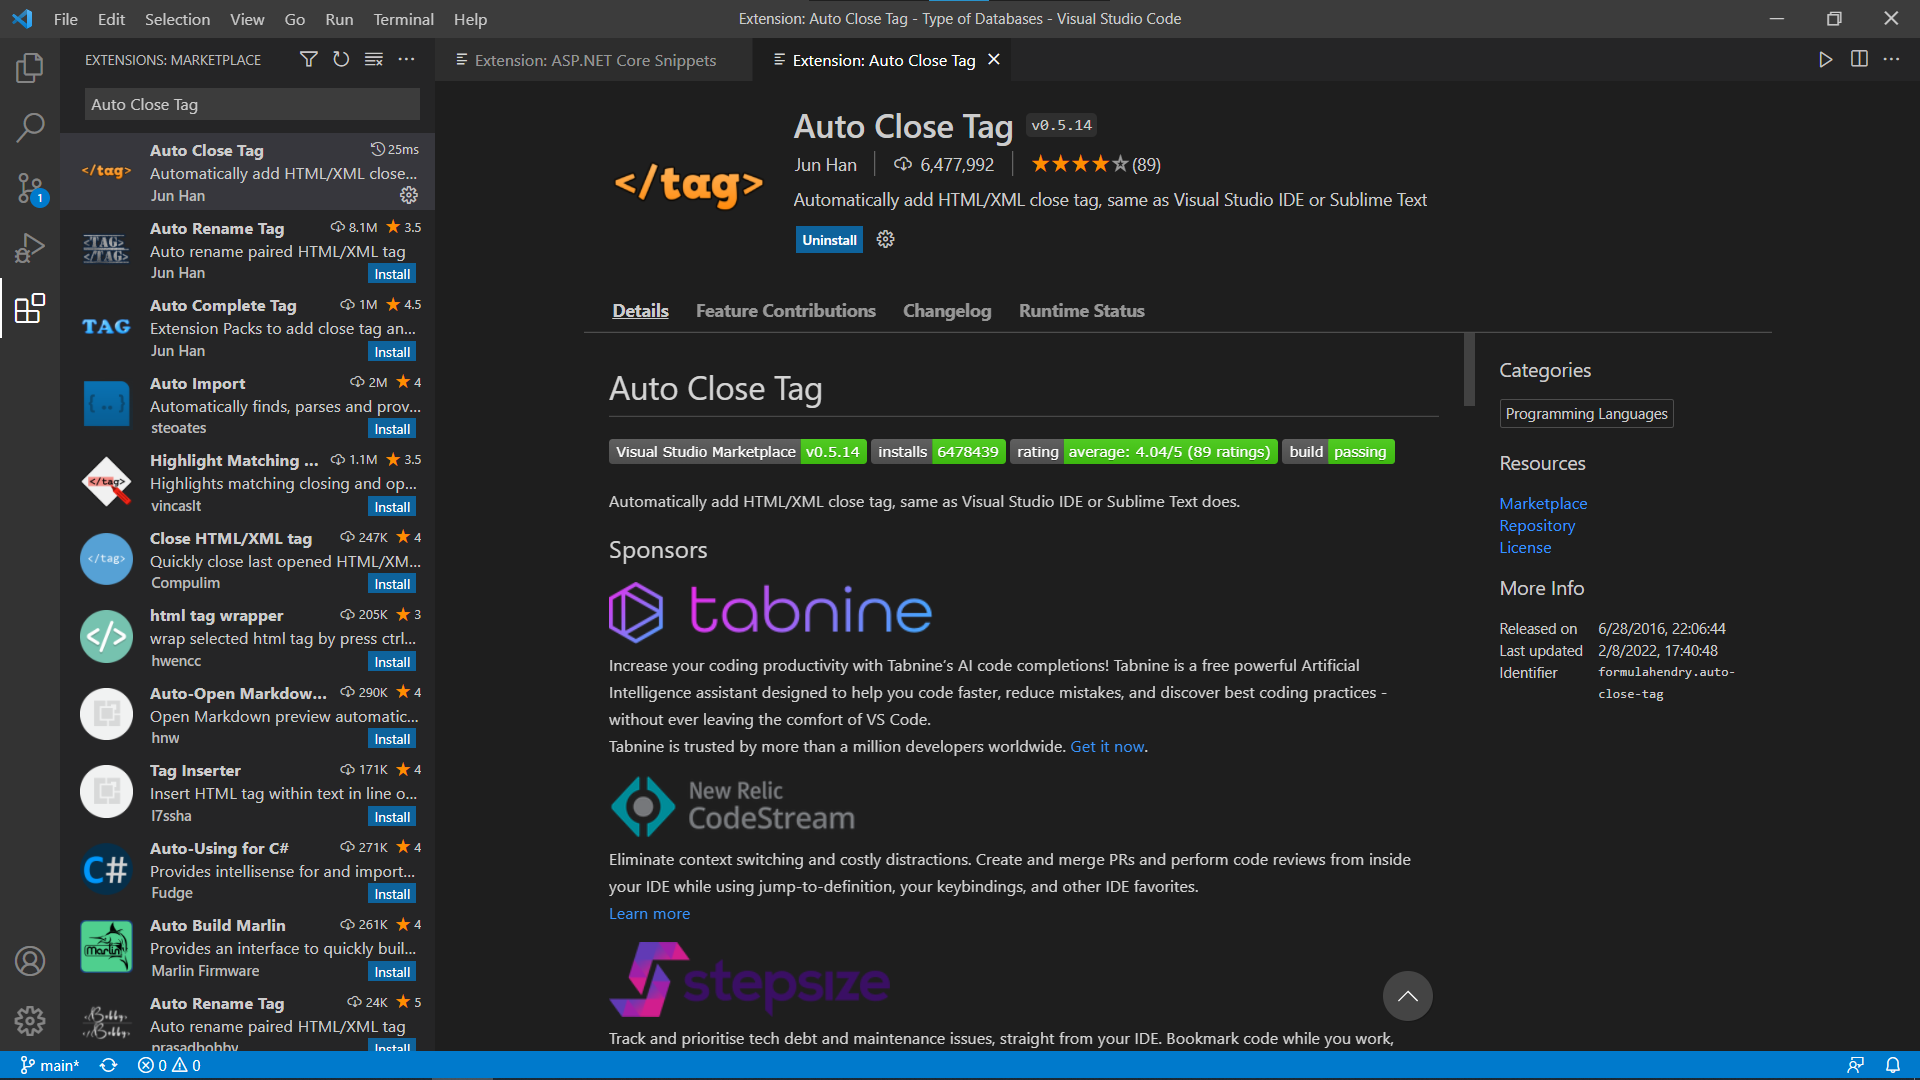 File Edit Selection View Go Run Terminal Help
Extension: Auto Close Tag - Type of Databases - Visual Studio Code
EXTENSIONS: MARKETPLACE
Auto Close Tag
</tag>
Auto Close Tag 25ms
Automatically add HTML/XML close...
Jun Han
<TAG>
</TAG>
Auto Rename Tag 8.1M 3.5
Auto rename paired HTML/XML tag
Jun Han Install
TAG
Auto Complete Tag 1M 4.5
Extension Packs to add close tag an...
Jun Han Install
{..}
Auto Import 2M 4
Automatically finds, parses and prov...
steoates Install
</tag>
Highlight Matching ... 1.1M 3.5
Highlights matching closing and op...
vincaslt Install
</tag>
Close HTML/XML tag 247K 4
Quickly close last opened HTML/XM...
Compulim Install
</>
html tag wrapper 205K 3
wrap selected html tag by press ctrl...
hwencc Install
Auto-Open Markdow... 290K 4
Open Markdown preview automatic...
hnw Install
Tag Inserter 171K 4
Insert HTML tag within text in line o...
l7ssha Install
C#
Auto-Using for C# 271K 4
Provides intellisense for and import...
Fudge Install
Marlin
Auto Build Marlin 261K 4
Provides an interface to quickly buil...
Marlin Firmware Install
<Bobby>
</Bobby>
Auto Rename Tag 24K 5
Auto rename paired HTML/XML tag
prasadbobby Install
1
Extension: ASP.NET Core Snippets
Extension: Auto Close Tag
</tag>
Auto Close Tag v0.5.14
Jun Han 6,477,992 (89)
Automatically add HTML/XML close tag, same as Visual Studio IDE or Sublime Text
Uninstall
Details Feature Contributions Changelog Runtime Status
Auto Close Tag
Visual Studio Marketplace v0.5.14 installs 6478439 rating average: 4.04/5 (89 ratings) build passing
Automatically add HTML/XML close tag, same as Visual Studio IDE or Sublime Text does.
Sponsors
tabnine
Increase your coding productivity with Tabnine’s AI code completions! Tabnine is a free powerful Artificial
Intelligence assistant designed to help you code faster, reduce mistakes, and discover best coding practices -
without ever leaving the comfort of VS Code.
Tabnine is trusted by more than a million developers worldwide. Get it now.
New Relic
CodeStream
Eliminate context switching and costly distractions. Create and merge PRs and perform code reviews from inside
your IDE while using jump-to-definition, your keybindings, and other IDE favorites.
Learn more
stepsize
Track and prioritise tech debt and maintenance issues, straight from your IDE. Bookmark code while you work,
Categories
Programming Languages
Resources
Marketplace
Repository
License
More Info
Released on 6/28/2016, 22:06:44
Last updated 2/8/2022, 17:40:48
Identifier formulahendry.auto-
close-tag
main* 0 0